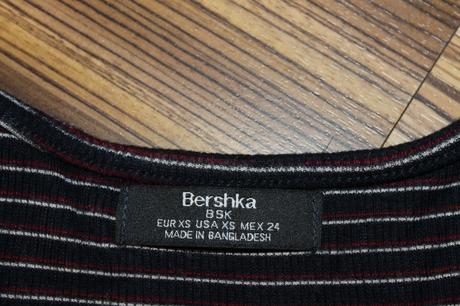 Bershka
BSK
EUR XS USA XS MEX 24
MADE IN BANGLADESH